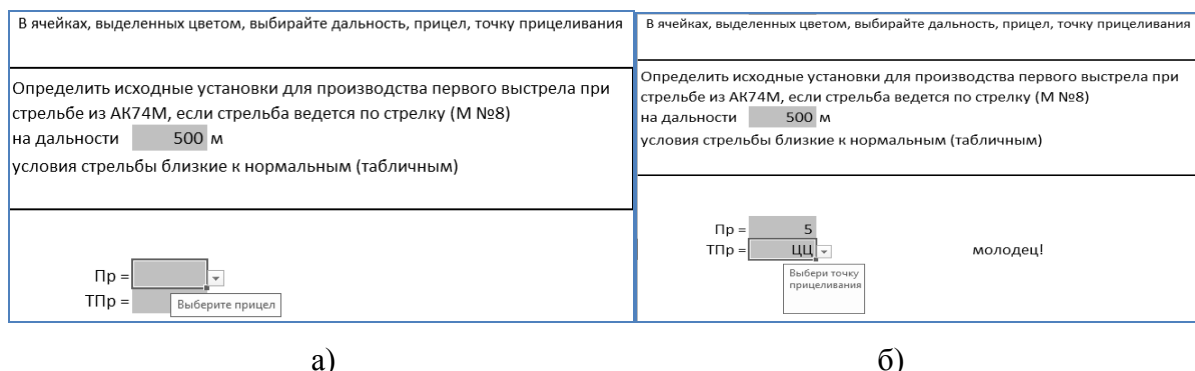 В ячейках, выделенных цветом, выбирайте дальность, прицел, точку прицеливания
Определить исходные установки для производства первого выстрела при
стрельбе из АК74М, если стрельба ведется по стрелку (М №8)
на дальности 500 м
условия стрельбы близкие к нормальным (табличным)
Пр =
ТПр =
Выберите прицел
а)
В ячейках, выделенных цветом, выбирайте дальность, прицел, точку прицеливания
Определить исходные установки для производства первого выстрела при
стрельбе из АК74М, если стрельба ведется по стрелку (М №8)
на дальности 500 м
условия стрельбы близкие к нормальным (табличным)
Пр = 5
ТПр = ЦЦ молодец!
Выбери точку
прицеливания
б)